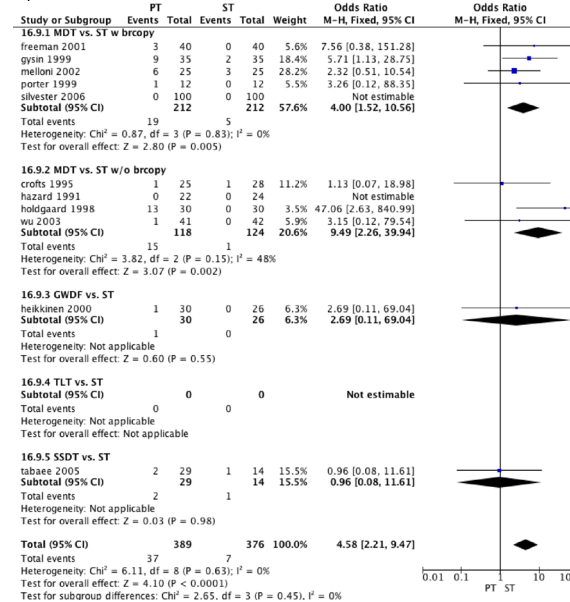 PT ST Odds Ratio Odds Ratio
Study or Subgroup Events Total Events Total Weight M-H, Fixed, 95% CI M-H, Fixed, 95% CI
16.9.1 MDT vs. ST w brcopy
freeman 2001 3 40 0 40 5.6% 7.56 [0.38, 151.28]
gysin 1999 9 35 2 35 18.4% 5.71 [1.13, 28.75]
melloni 2002 6 25 3 25 28.2% 2.32 [0.51, 10.54]
porter 1999 1 12 0 12 5.5% 3.26 [0.12, 88.35]
silvester 2006 0 100 0 100 Not estimable
Subtotal (95% CI) 212 212 57.6% 4.00 [1.52, 10.56]
Total events 19 5
Heterogeneity: Chi² = 0.87, df = 3 (P = 0.83); I² = 0%
Test for overall effect: Z = 2.80 (P = 0.005)
16.9.2 MDT vs. ST w/o brcopy
crofts 1995 1 25 1 28 11.2% 1.13 [0.07, 18.98]
hazard 1991 0 22 0 24 Not estimable
holdgaard 1998 13 30 0 30 3.5% 47.06 [2.63, 840.99]
wu 2003 1 41 0 42 5.9% 3.15 [0.12, 79.54]
Subtotal (95% CI) 118 124 20.6% 9.49 [2.26, 39.94]
Total events 15 1
Heterogeneity: Chi² = 3.82, df = 2 (P = 0.15); I² = 48%
Test for overall effect: Z = 3.07 (P = 0.002)
16.9.3 GWDF vs. ST
heikkinen 2000 1 30 0 26 6.3% 2.69 [0.11, 69.04]
Subtotal (95% CI) 30 26 6.3% 2.69 [0.11, 69.04]
Total events 1 0
Heterogeneity: Not applicable
Test for overall effect: Z = 0.60 (P = 0.55)
16.9.4 TLT vs. ST
Subtotal (95% CI) 0 0 Not estimable
Total events 0 0
Heterogeneity: Not applicable
Test for overall effect: Not applicable
16.9.5 SSDT vs. ST
tabaee 2005 2 29 1 14 15.5% 0.96 [0.08, 11.61]
Subtotal (95% CI) 29 14 15.5% 0.96 [0.08, 11.61]
Total events 2 1
Heterogeneity: Not applicable
Test for overall effect: Z = 0.03 (P = 0.98)
Total (95% CI) 389 376 100.0% 4.58 [2.21, 9.47]
Total events 37 7
Heterogeneity: Chi² = 6.11, df = 8 (P = 0.63); I² = 0%
Test for overall effect: Z = 4.10 (P < 0.0001)
Test for subgroup differences: Chi² = 2.65, df = 3 (P = 0.45), I² = 0%
0.01 0.1 1 10
PT ST